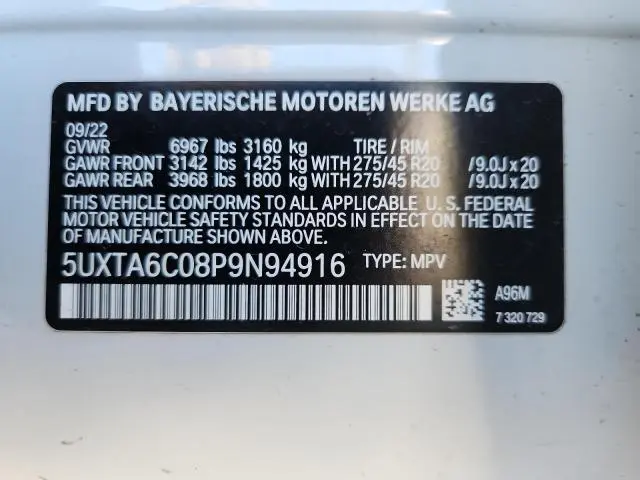 MFD BY BAYERISCHE MOTOREN WERKE AG
09/22
GVWR 6967 lbs 3160 kg TIRE / RIM
GAWR FRONT 3142 lbs 1425 kg WITH 275/45 R20 /9.0J x 20
GAWR REAR 3968 lbs 1800 kg WITH 275/45 R20 /9.0J x 20
THIS VEHICLE CONFORMS TO ALL APPLICABLE U. S. FEDERAL
MOTOR VEHICLE SAFETY STANDARDS IN EFFECT ON THE DATE
OF MANUFACTURE SHOWN ABOVE.
5UXTA6C08P9N94916 TYPE: MPV
A96M
7 320 729